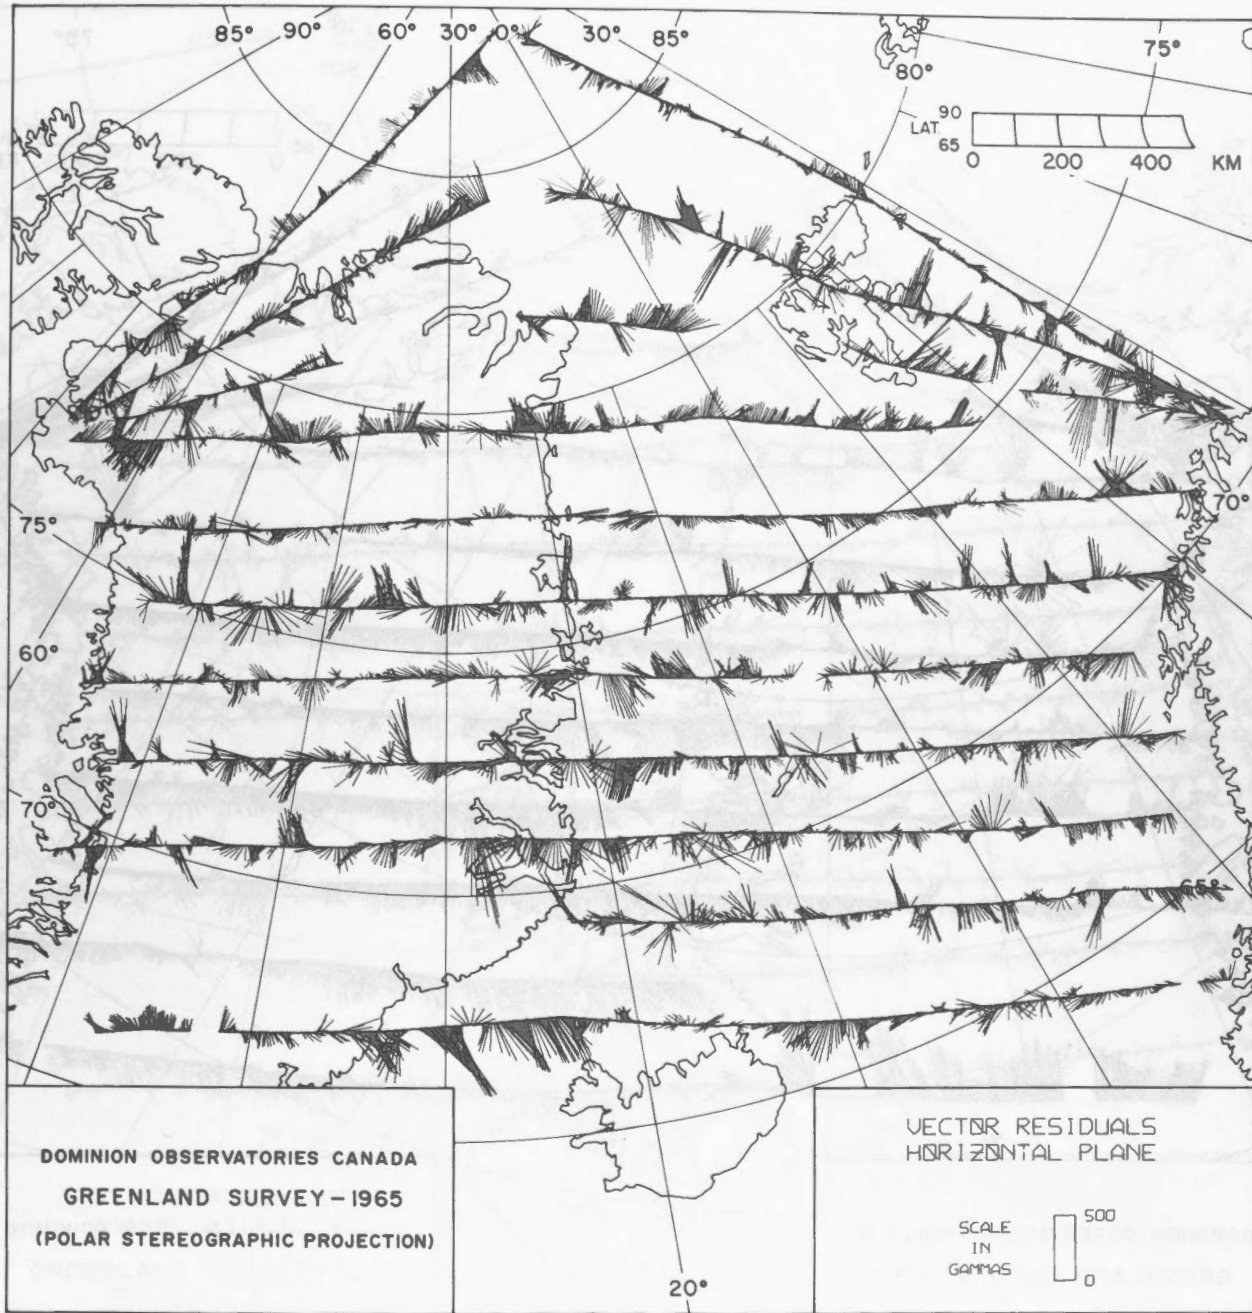 85° 90° 60° 30° 0° 30° 85° 75°
80°
LAT. 90
65
0 200 400 KM
75°
70°
60°
70°
65°
DOMINION OBSERVATORIES CANADA
GREENLAND SURVEY – 1965
(POLAR STEREOGRAPHIC PROJECTION)
VECTOR RESIDUALS
HORIZONTAL PLANE
SCALE
IN
GAMMAS
500
0
20°